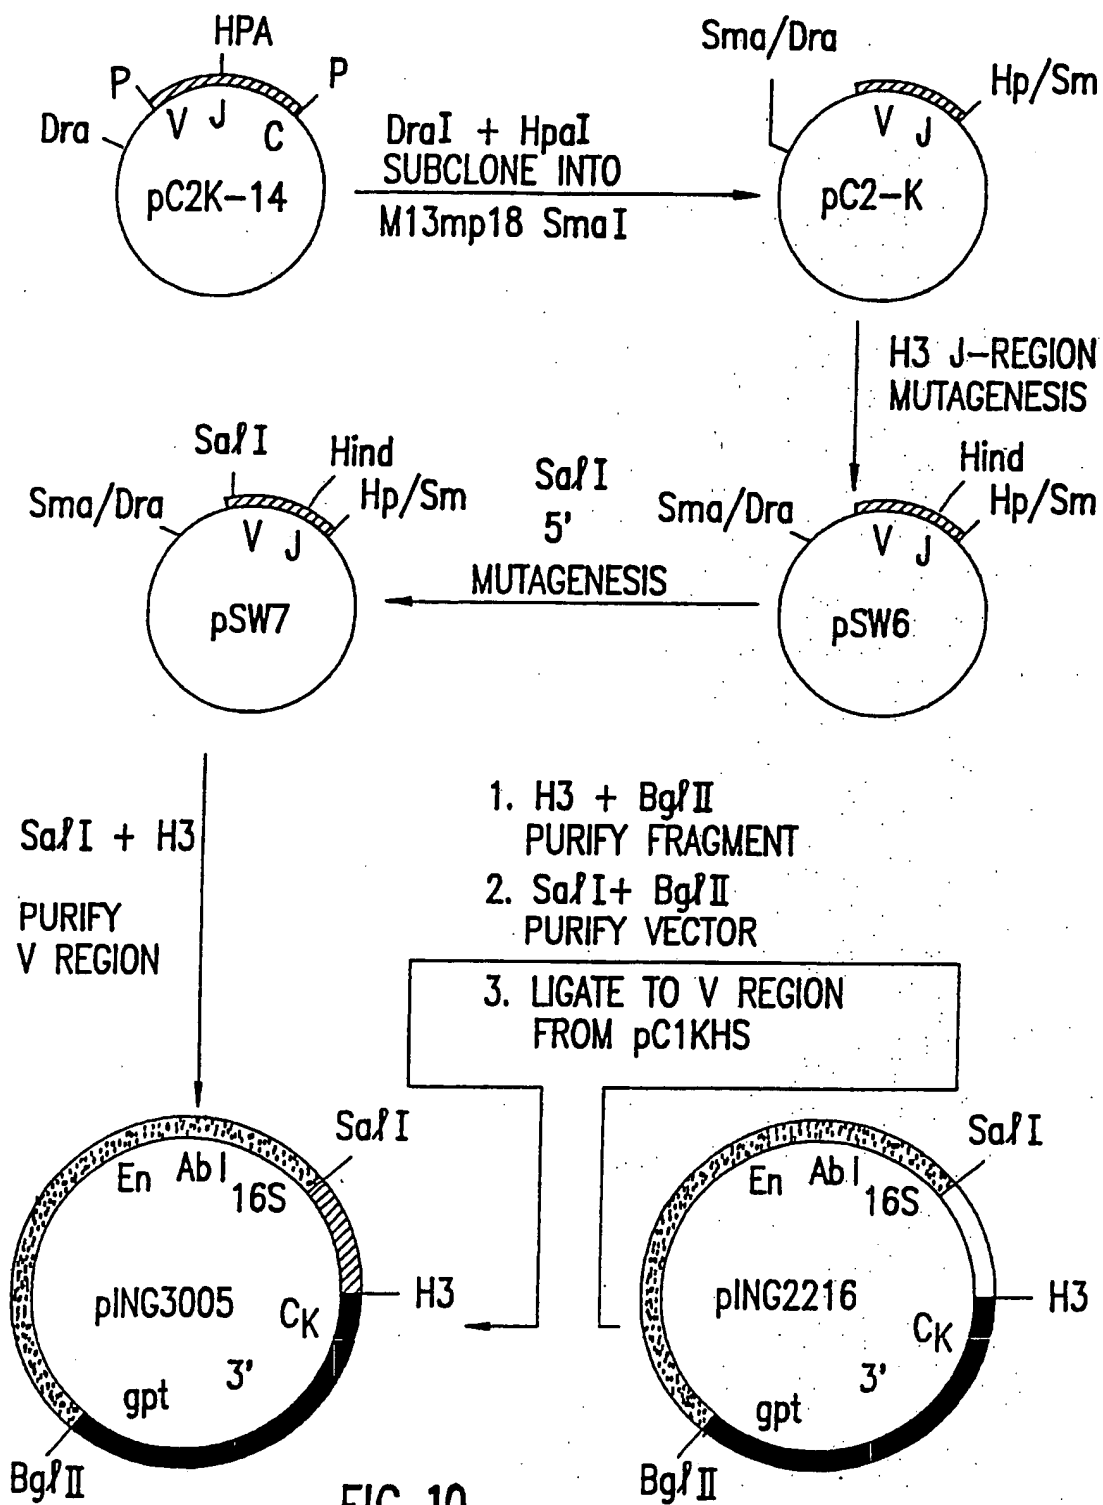 HPA
P
P
Dra
V
J
C
pC2K-14
DraI + HpaI
SUBCLONE INTO
M13mp18 SmaI
Sma/Dra
Hp/Sm
V
J
pC2-K
H3 J-REGION
MUTAGENESIS
Sma/Dra
Hind
Hp/Sm
V
J
pSW6
SalI
5'
MUTAGENESIS
SalI
Hind
Sma/Dra
Hp/Sm
V
J
pSW7
SalI + H3
PURIFY
V REGION
1. H3 + BglII
PURIFY FRAGMENT
2. SalI+ BglII
PURIFY VECTOR
3. LIGATE TO V REGION
FROM pC1KHS
SalI
En
AbI
16S
pING3005
H3
CK
3'
gpt
BglII
SalI
En
AbI
16S
pING2216
H3
CK
3'
gpt
BglII
FIG. 10